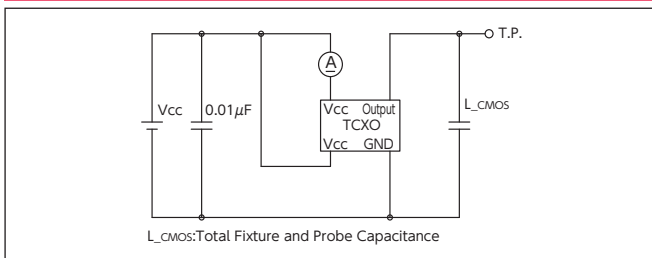 T.P.
A
Vcc
0.01μF
Vcc Output
TCXO
Vcc GND
L_CMOS
L_CMOS:Total Fixture and Probe Capacitance